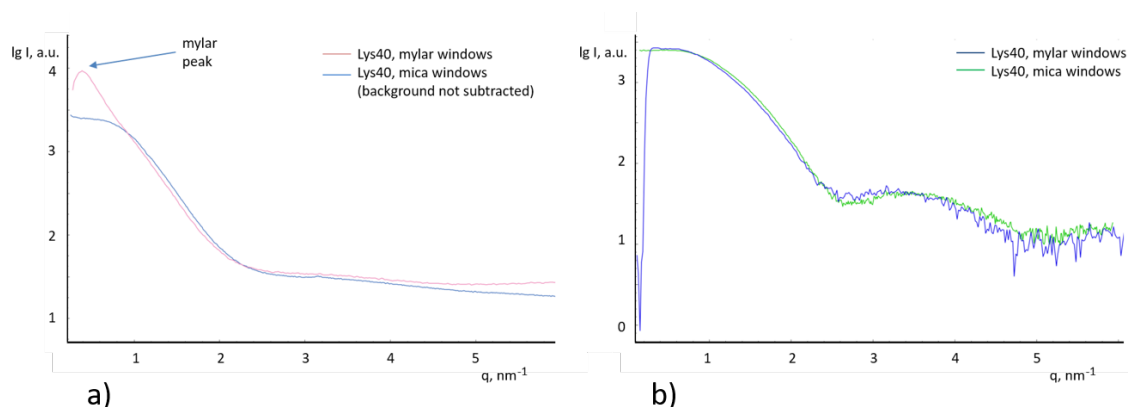 lg I, a.u.
mylar
peak
Lys40, mylar windows
Lys40, mica windows
(background not subtracted)
4
3
2
1
1 2 3 4 5
q, nm⁻¹
a)
lg I, a.u.
Lys40, mylar windows
Lys40, mica windows
3
2
1
0
1 2 3 4 5
q, nm⁻¹
b)